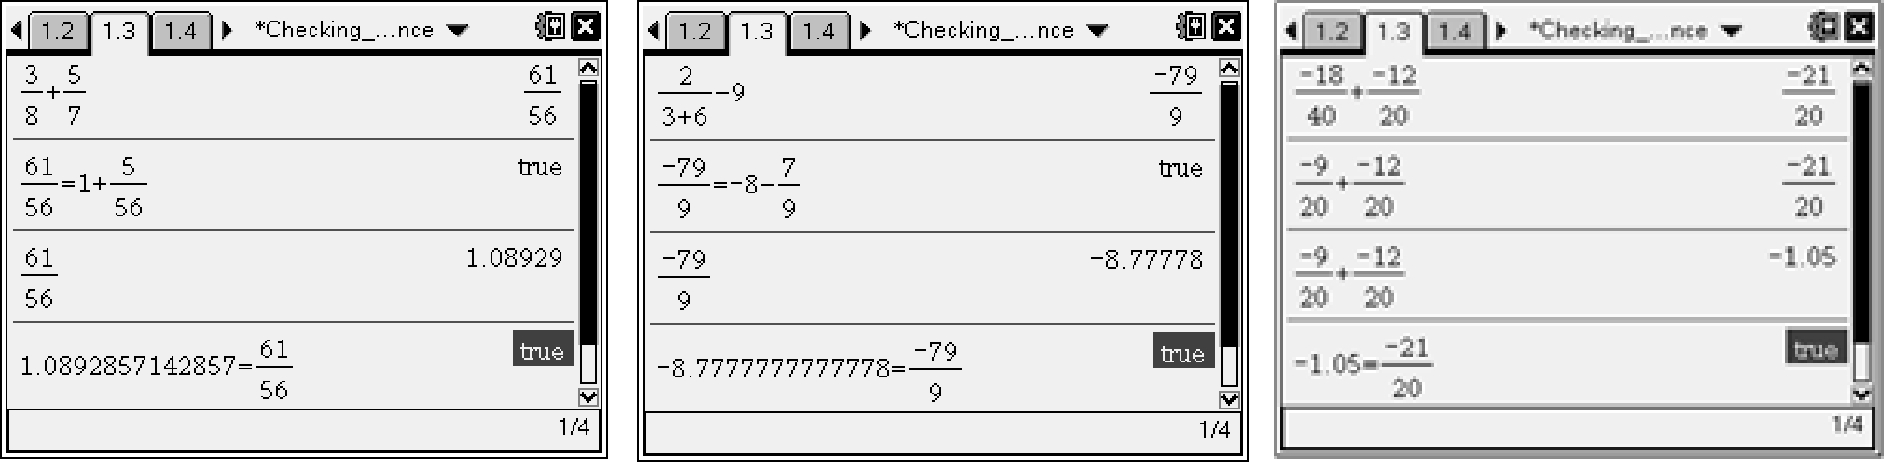 1.2 1.3 1.4 *Checking_...nce
3/8+5/7 61/56
61/56=1+5/56 true
61/56 1.08929
1.0892857142857=61/56 true
1/4
1.2 1.3 1.4 *Checking_...nce
2/(3+6)-9 -79/9
-79/9=-8-7/9 true
-79/9 -8.77778
-8.7777777777778=-79/9 true
1/4
1.2 1.3 1.4 *Checking_...nce
-18/40+-12/20 -21/20
-9/20+-12/20 -21/20
-9/20+-12/20 -1.05
-1.05=-21/20 true
1/4